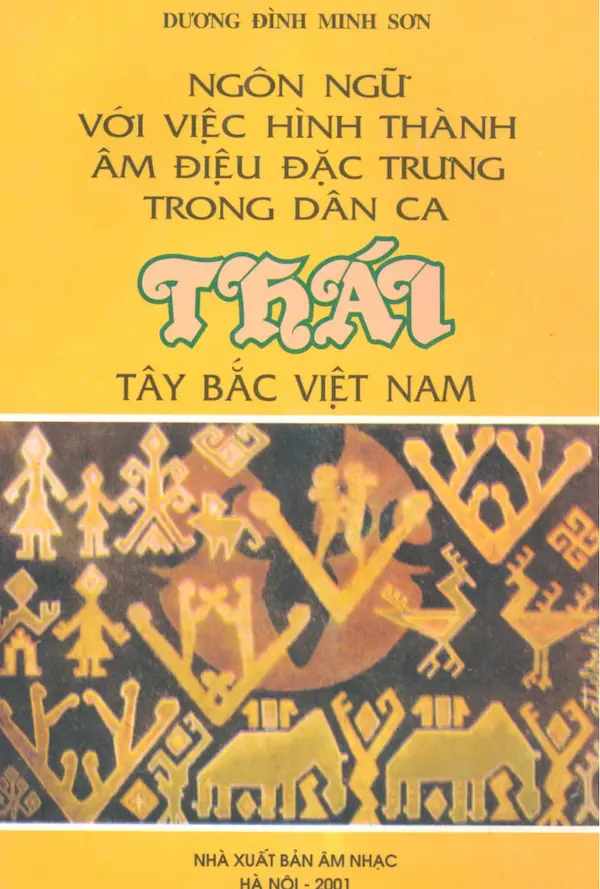 DƯƠNG ĐÌNH MINH SƠN
NGÔN NGỮ
VỚI VIỆC HÌNH THÀNH
ÂM ĐIỆU ĐẶC TRƯNG
TRONG DÂN CA
THÁI
TÂY BẮC VIỆT NAM
NHÀ XUẤT BẢN ÂM NHẠC
HÀ NỘI - 2001